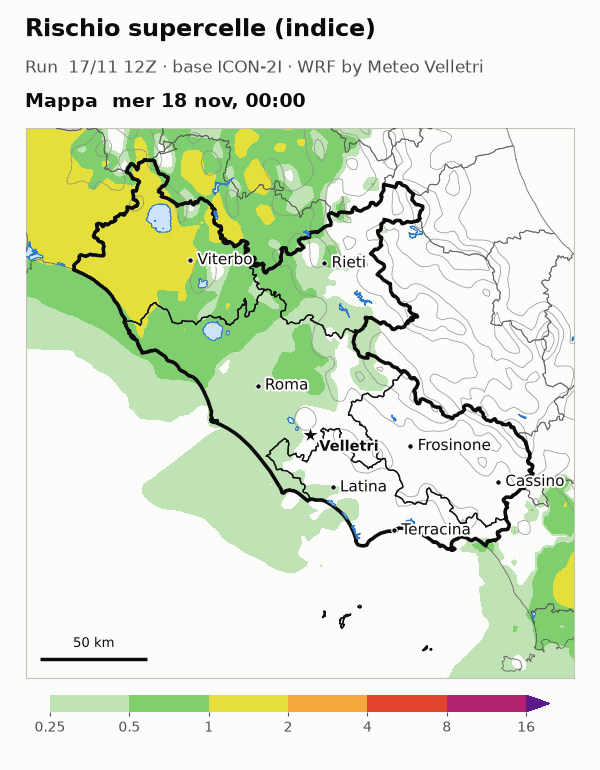 Rischio supercelle (indice)
Run  17/11 12Z · base ICON-2I · WRF by Meteo Velletri
Mappa  mer 18 nov, 00:00
Viterbo
Rieti
Roma
Velletri
Frosinone
Cassino
Latina
Terracina
50 km
0.25 0.5 1 2 4 8 16